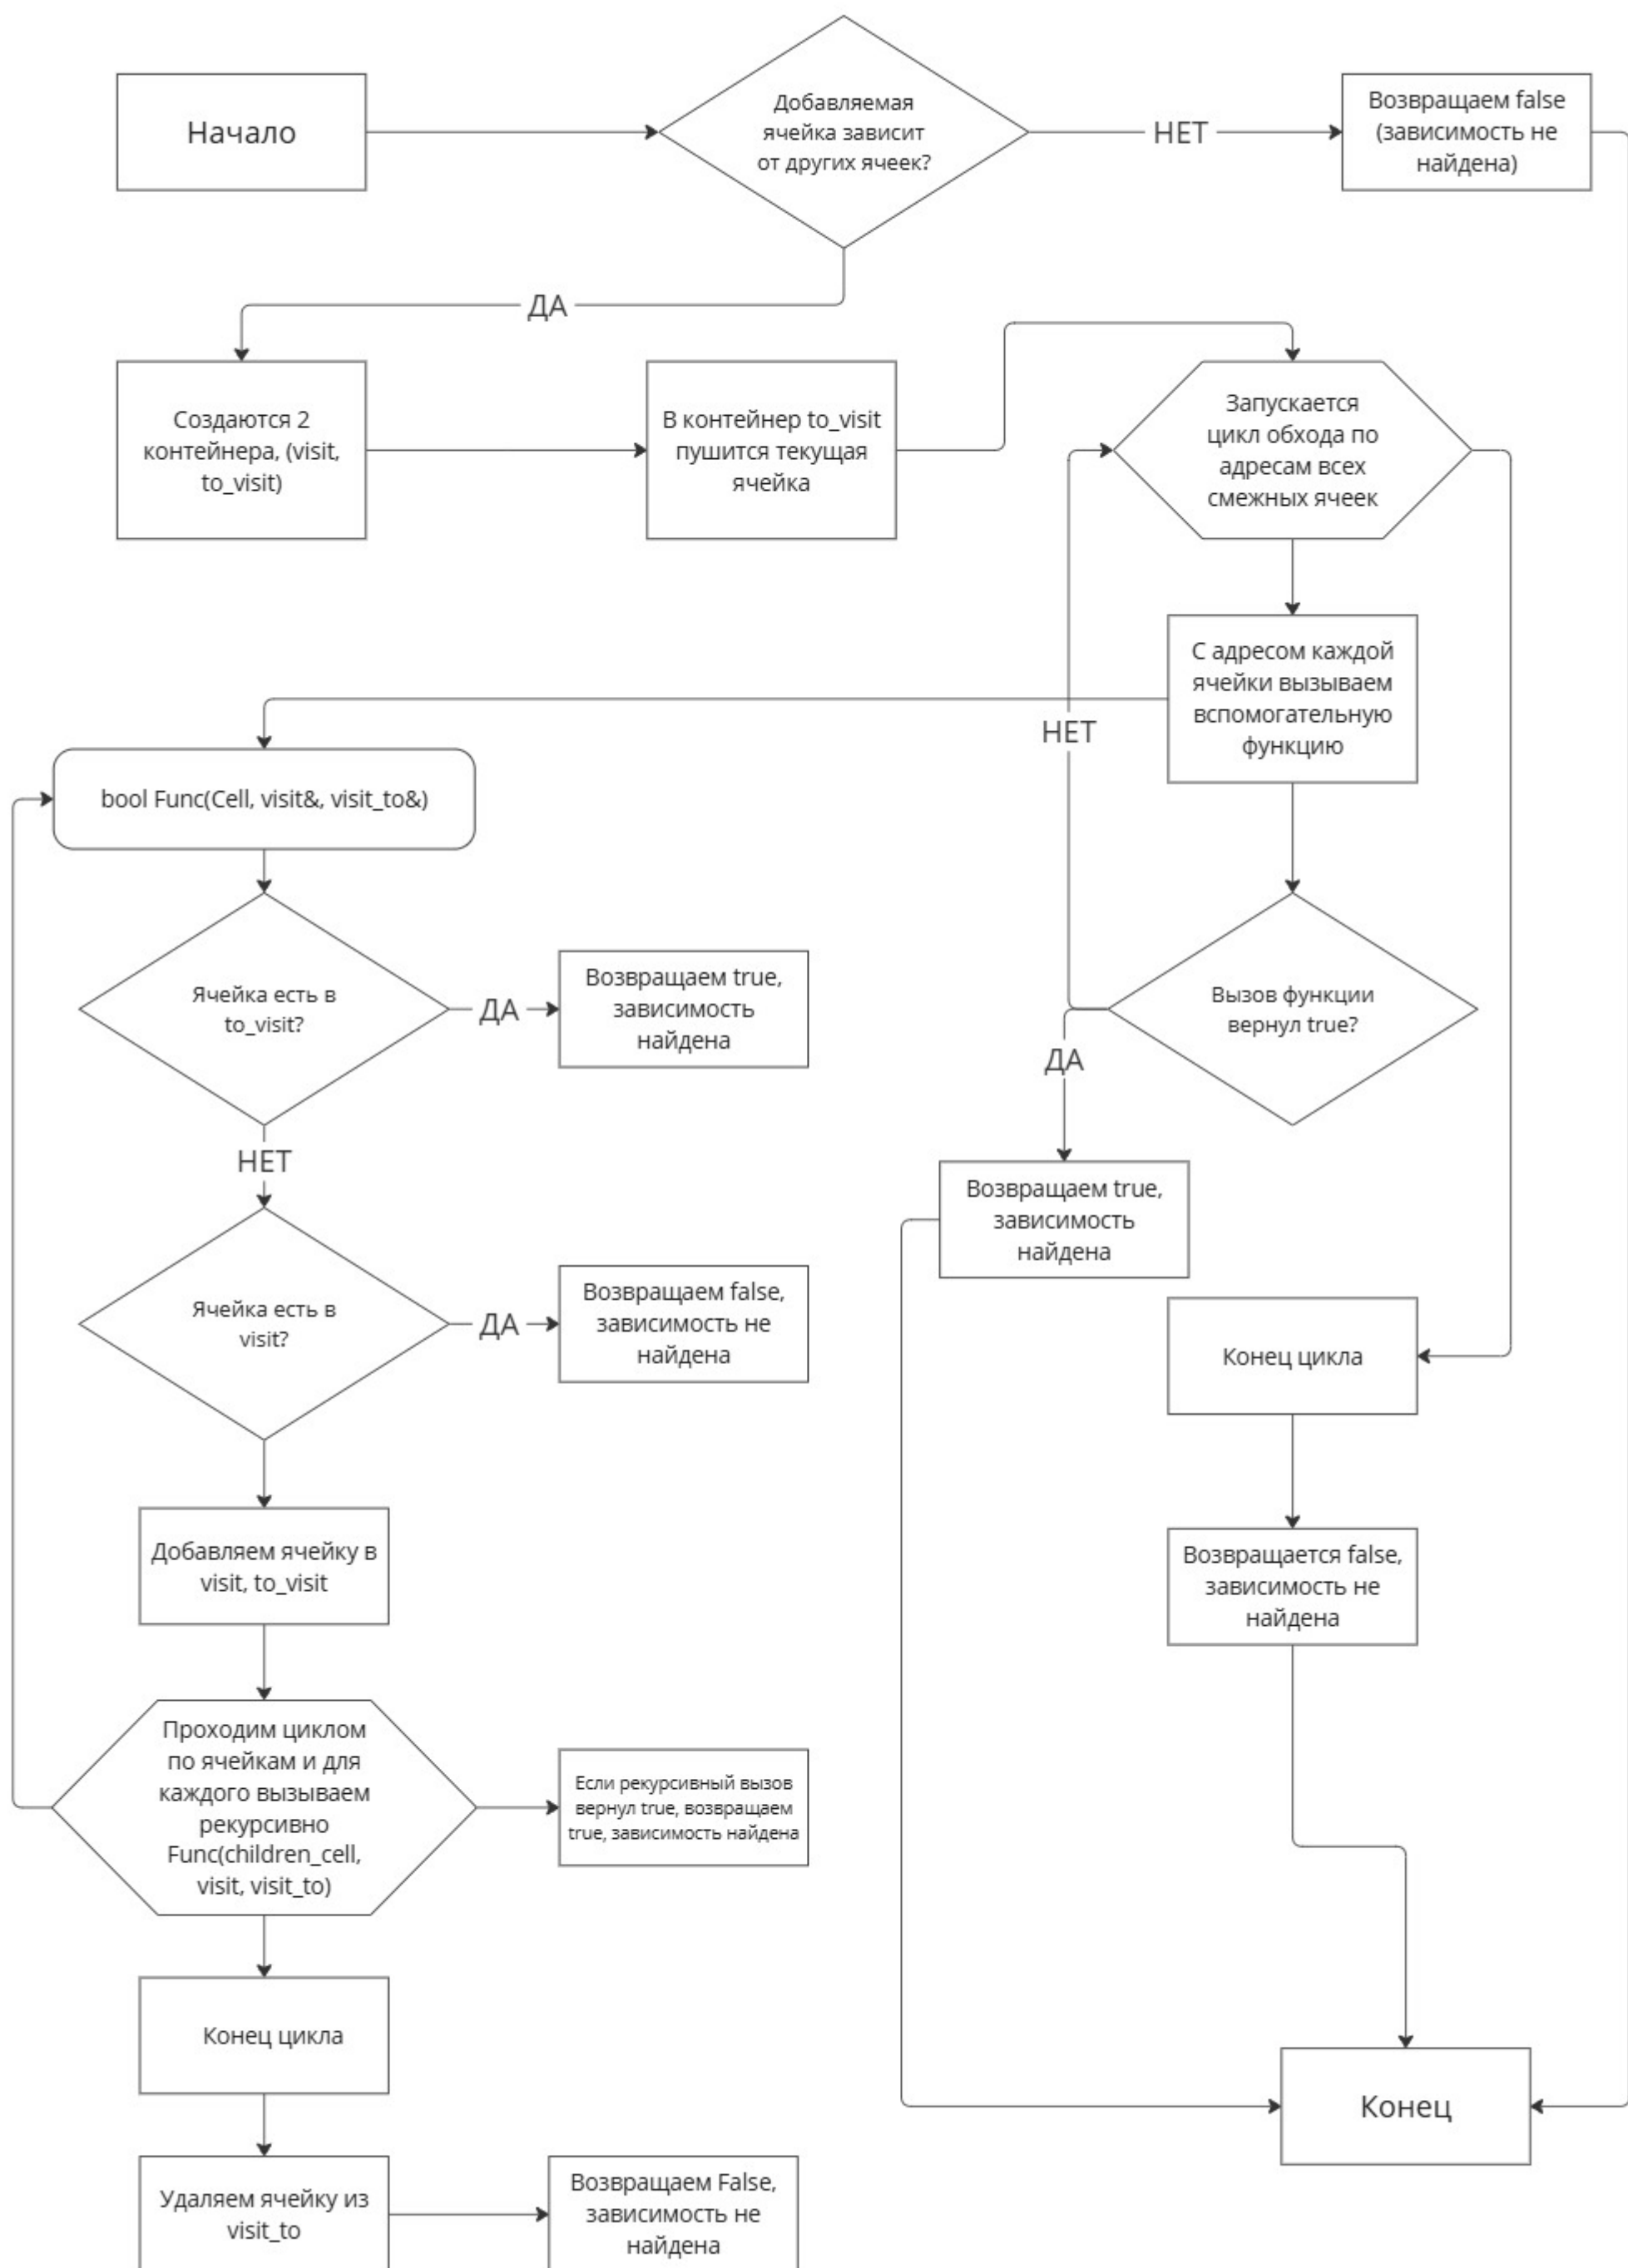 Начало
Добавляемая
ячейка зависит
от других ячеек?
НЕТ
Возвращаем false
(зависимость не
найдена)
ДА
Создаются 2
контейнера, (visit,
to_visit)
В контейнер to_visit
пушится текущая
ячейка
Запускается
цикл обхода по
адресам всех
смежных ячеек
С адресом каждой
ячейки вызываем
вспомогательную
функцию
НЕТ
Вызов функции
вернул true?
ДА
Возвращаем true,
зависимость
найдена
Конец цикла
Возвращается false,
зависимость не
найдена
Конец
bool Func(Cell, visit&, visit_to&)
Ячейка есть в
to_visit?
ДА
Возвращаем true,
зависимость
найдена
НЕТ
Ячейка есть в
visit?
ДА
Возвращаем false,
зависимость не
найдена
Добавляем ячейку в
visit, to_visit
Проходим циклом
по ячейкам и для
каждого вызываем
рекурсивно
Func(children_cell,
visit, visit_to)
Если рекурсивный вызов
вернул true, возвращаем
true, зависимость найдена
Конец цикла
Удаляем ячейку из
visit_to
Возвращаем False,
зависимость не
найдена